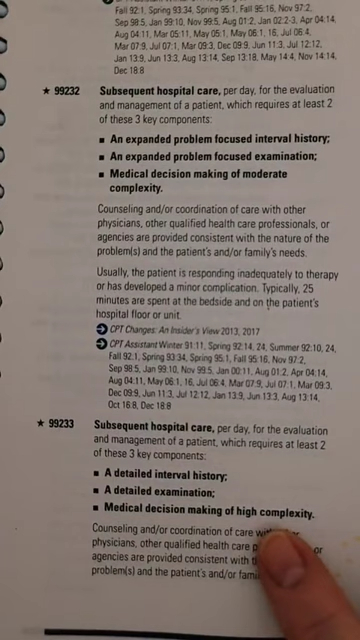 Fall 92:1, Spring 93:34, Spring 95:1, Fall 95:16, Nov 97:2,
Sep 98:5, Jan 99:10, Nov 99:5, Aug 01:2, Jan 02:2-3, Apr 04:14,
Aug 04:11, Mar 05:11, May 05:1, May 06:1, 16, Jul 06:4,
Mar 07:9, Jul 07:1, Mar 09:3, Dec 09:9, Jun 11:3, Jul 12:12,
Jan 13:9, Jun 13:3, Aug 13:14, Sep 13:18, May 14:4, Nov 14:14,
Dec 18:8
★ 99232 Subsequent hospital care, per day, for the evaluation
and management of a patient, which requires at least 2
of these 3 key components:
■ An expanded problem focused interval history;
■ An expanded problem focused examination;
■ Medical decision making of moderate
complexity.
Counseling and/or coordination of care with other
physicians, other qualified health care professionals, or
agencies are provided consistent with the nature of the
problem(s) and the patient's and/or family's needs.
Usually, the patient is responding inadequately to therapy
or has developed a minor complication. Typically, 25
minutes are spent at the bedside and on the patient's
hospital floor or unit.
CPT Changes: An Insider's View 2013, 2017
CPT Assistant Winter 91:11, Spring 92:14, 24, Summer 92:10, 24,
Fall 92:1, Spring 93:34, Spring 95:1, Fall 95:16, Nov 97:2,
Sep 98:5, Jan 99:10, Nov 99:5, Jan 00:11, Aug 01:2, Apr 04:14,
Aug 04:11, May 06:1, 16, Jul 06:4, Mar 07:9, Jul 07:1, Mar 09:3,
Dec 09:9, Jun 11:3, Jul 12:12, Jan 13:9, Jun 13:3, Aug 13:14,
Oct 16:8, Dec 18:8
★ 99233 Subsequent hospital care, per day, for the evaluation
and management of a patient, which requires at least 2
of these 3 key components:
■ A detailed interval history;
■ A detailed examination;
■ Medical decision making of high complexity.
Counseling and/or coordination of care
physicians, other qualified health care or
agencies are provided consistent with
problem(s) and the patient's and/or